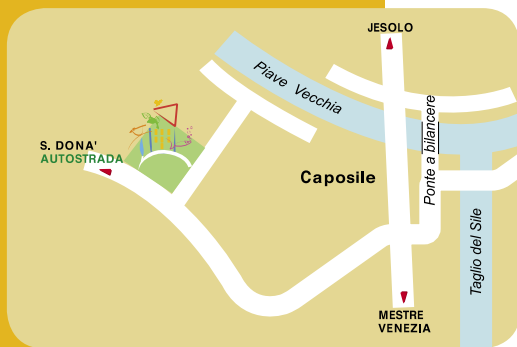 JESOLO
Piave Vecchia
Ponte a bilancere
S. DONA'
AUTOSTRADA
Caposile
Taglio del Sile
MESTRE
VENEZIA